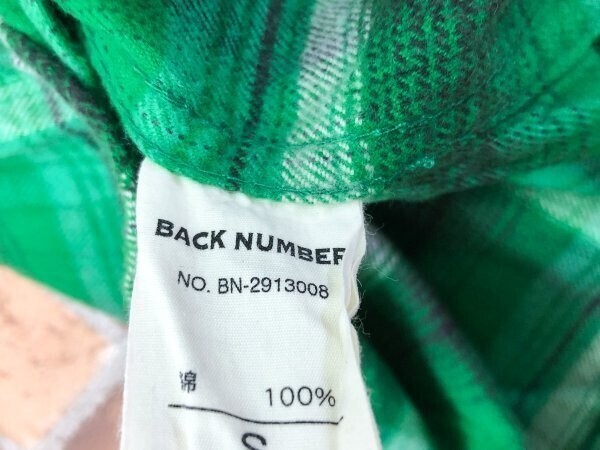 BACK NUMBER
NO. BN-2913008
綿 100%
S